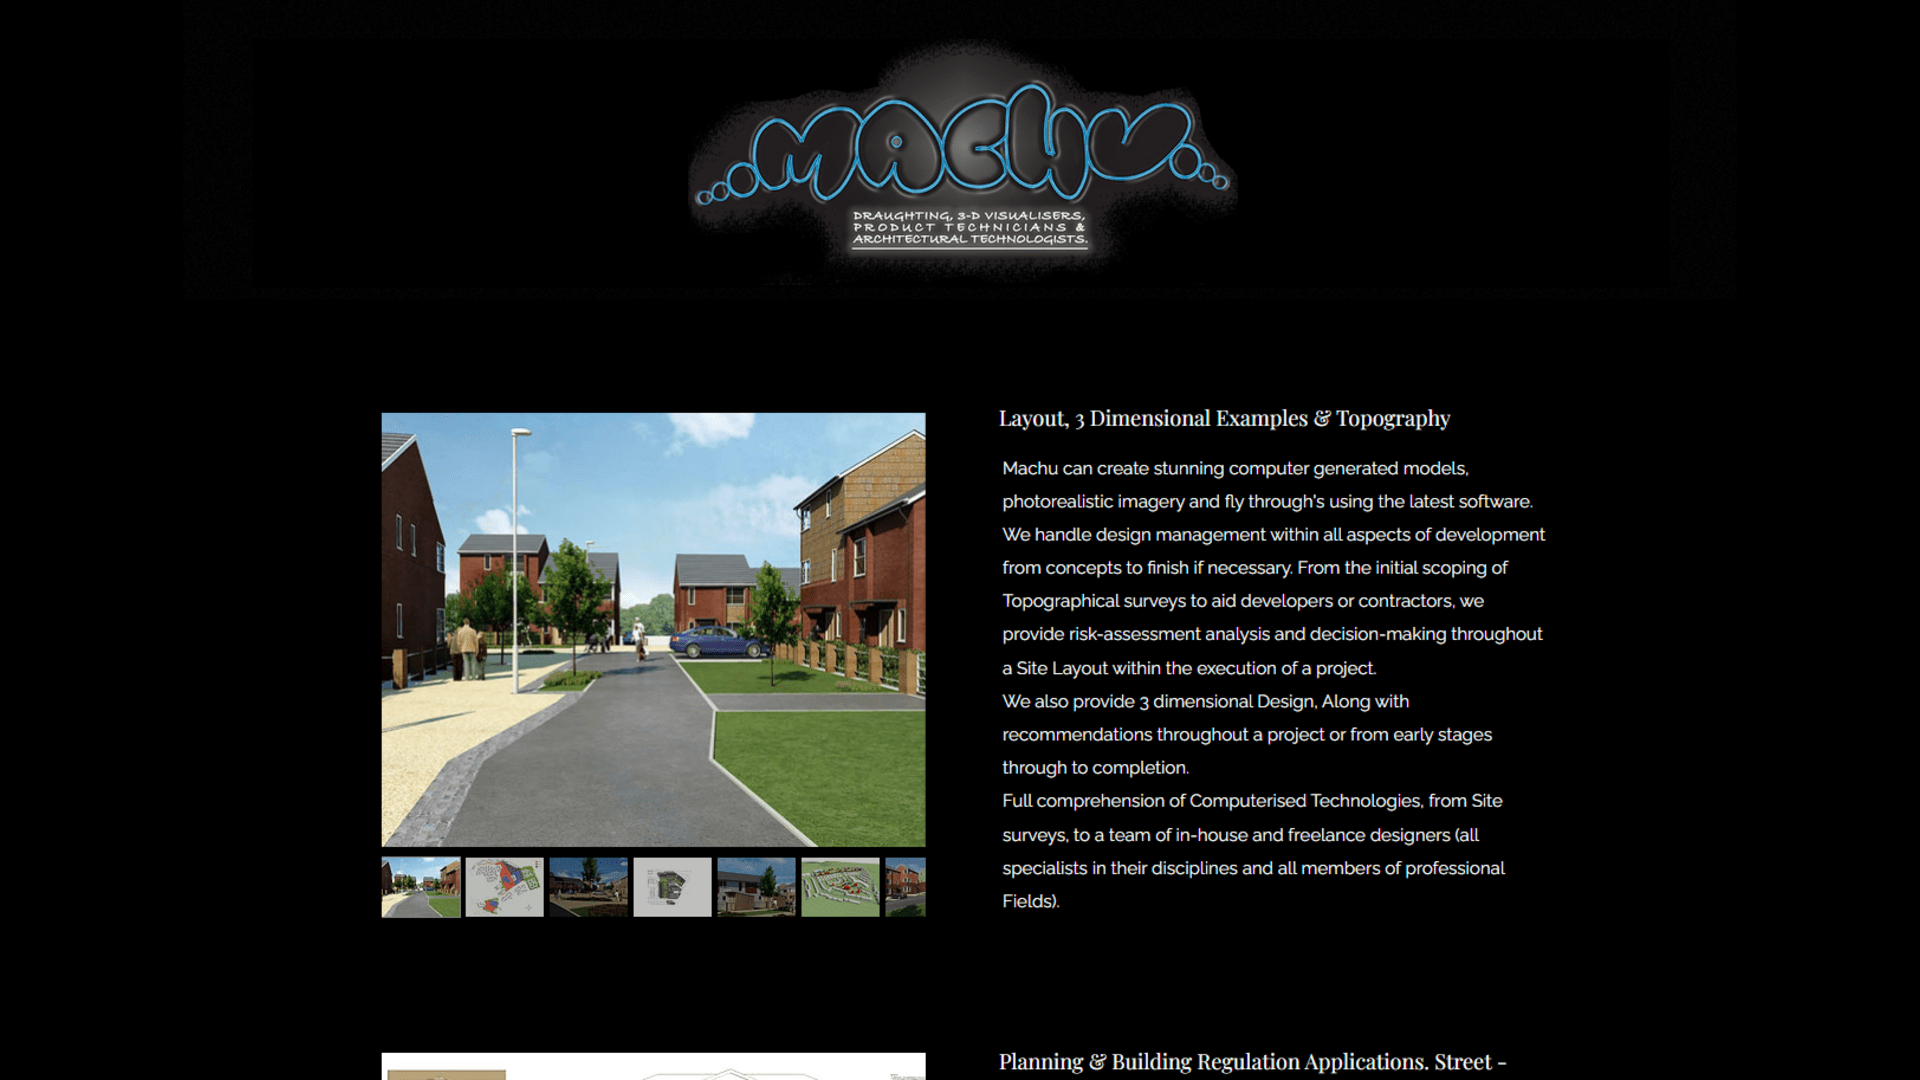 MACHU
DRAUGHTING, 3-D VISUALISERS,
PRODUCT TECHNICIANS &
ARCHITECTURAL TECHNOLOGISTS.
Layout, 3 Dimensional Examples & Topography
Machu can create stunning computer generated models,
photorealistic imagery and fly through's using the latest software.
We handle design management within all aspects of development
from concepts to finish if necessary. From the initial scoping of
Topographical surveys to aid developers or contractors, we
provide risk-assessment analysis and decision-making throughout
a Site Layout within the execution of a project.
We also provide 3 dimensional Design, Along with
recommendations throughout a project or from early stages
through to completion.
Full comprehension of Computerised Technologies, from Site
surveys, to a team of in-house and freelance designers (all
specialists in their disciplines and all members of professional
Fields).
Planning & Building Regulation Applications. Street -